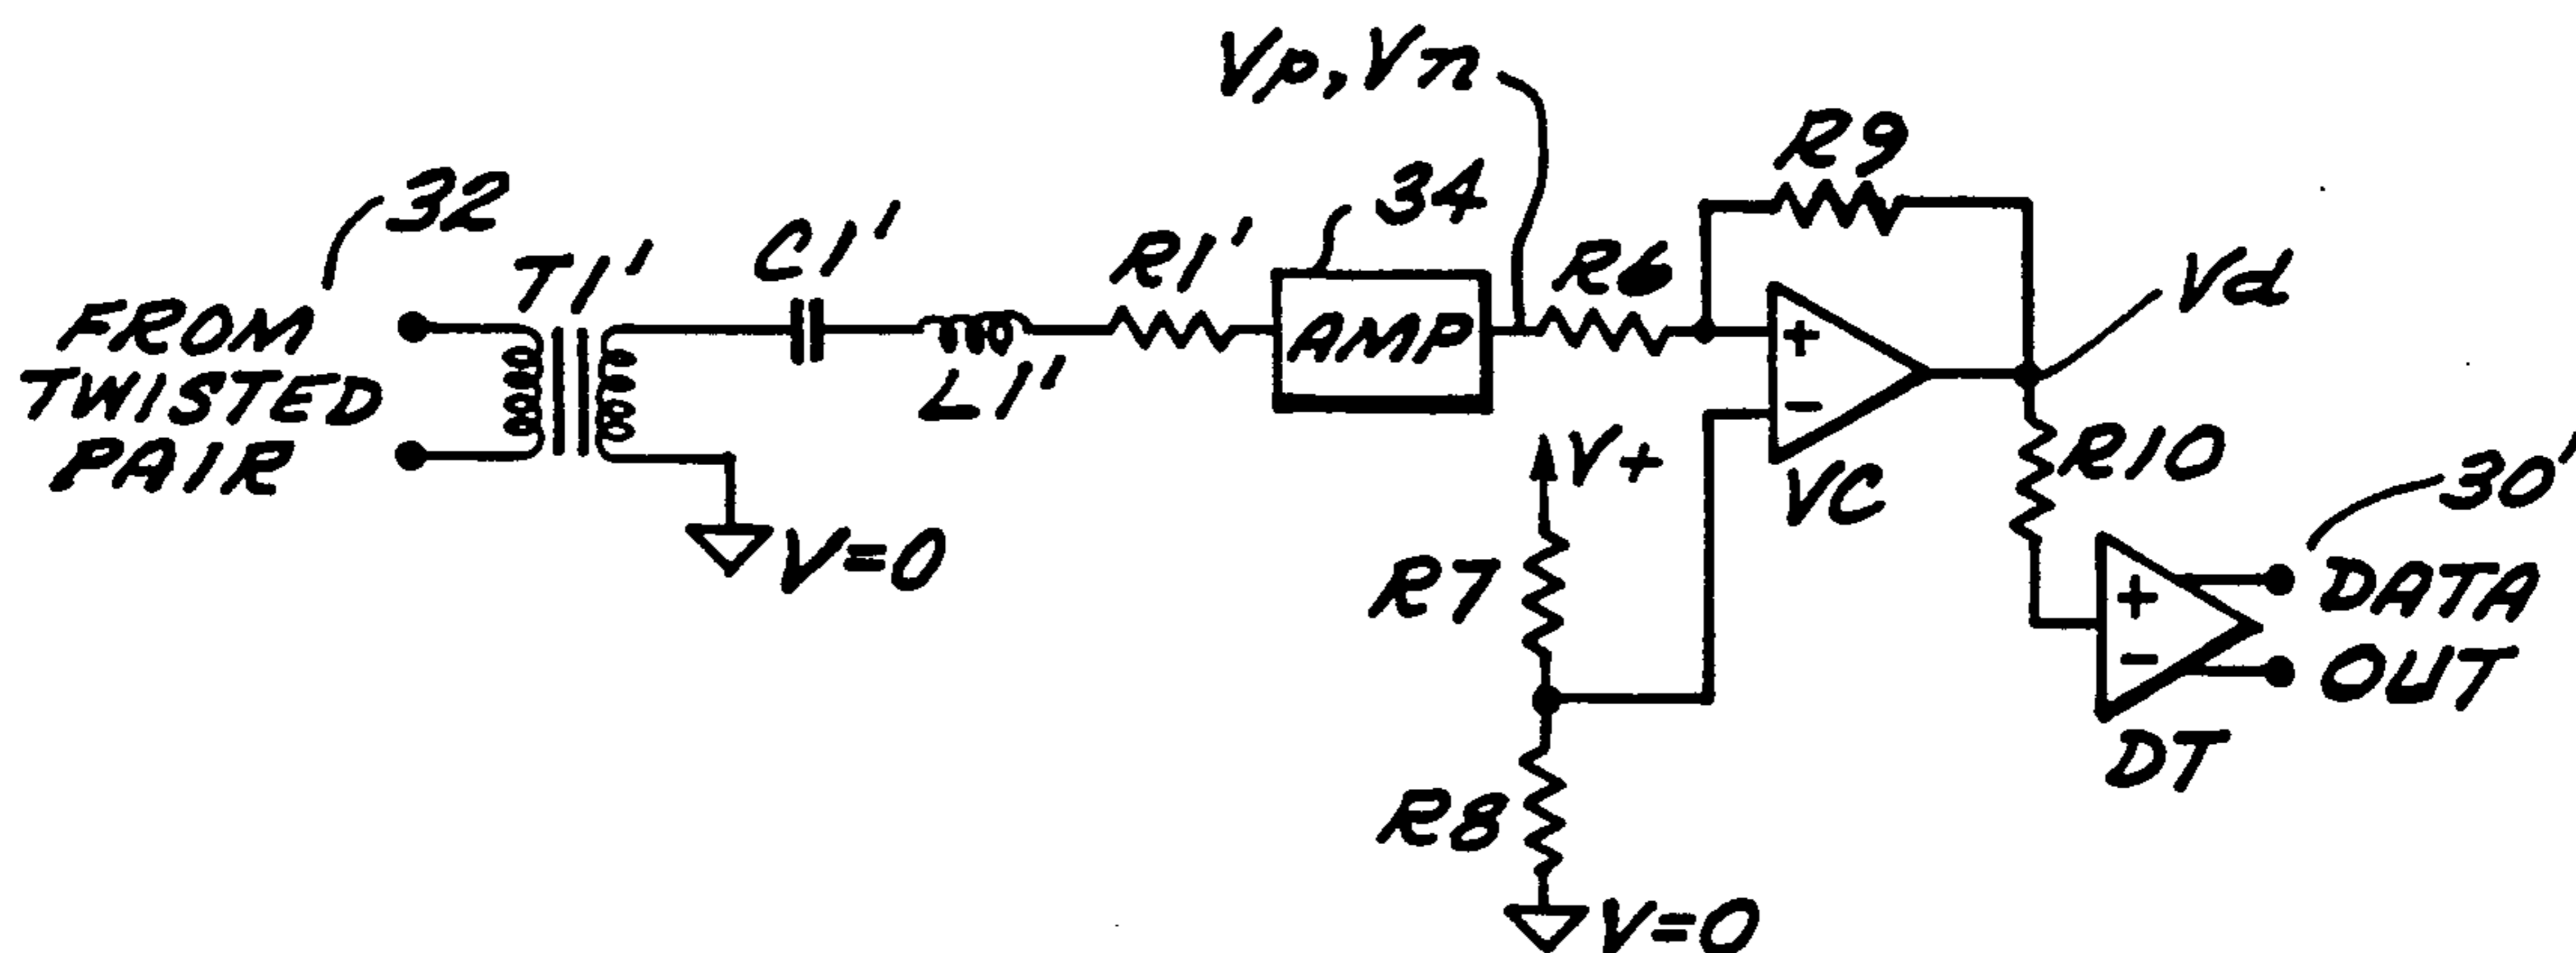 32
FROM
TWISTED
PAIR
T1'
C1'
L1'
R1'
V=0
34
AMP
Vp, Vn
R6
R9
+
-
VC
Vd
V+
R7
R8
V=0
R10
+
-
DT
30'
DATA
OUT